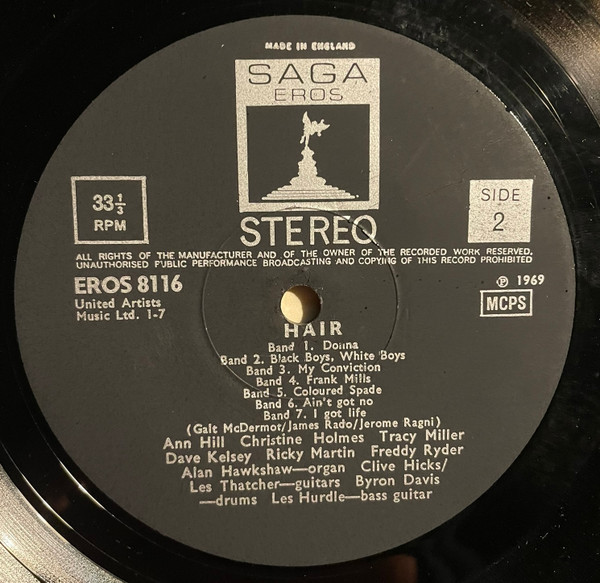 MADE IN ENGLAND
SAGA
EROS
33 1/3
RPM
SIDE
2
STEREO
ALL RIGHTS OF THE MANUFACTURER AND OF THE OWNER OF THE RECORDED WORK RESERVED.
UNAUTHORISED PUBLIC PERFORMANCE BROADCASTING AND COPYING OF THIS RECORD PROHIBITED
EROS 8116
United Artists
Music Ltd. 1-7
Ⓟ 1969
MCPS
HAIR
Band 1. Donna
Band 2. Black Boys, White Boys
Band 3. My Conviction
Band 4. Frank Mills
Band 5. Coloured Spade
Band 6. Ain't got no
Band 7. I got life
(Galt McDermot/James Rado/Jerome Ragni)
Ann Hill Christine Holmes Tracy Miller
Dave Kelsey Ricky Martin Freddy Ryder
Alan Hawkshaw—organ Clive Hicks/
Les Thatcher—guitars Byron Davis
—drums Les Hurdle—bass guitar